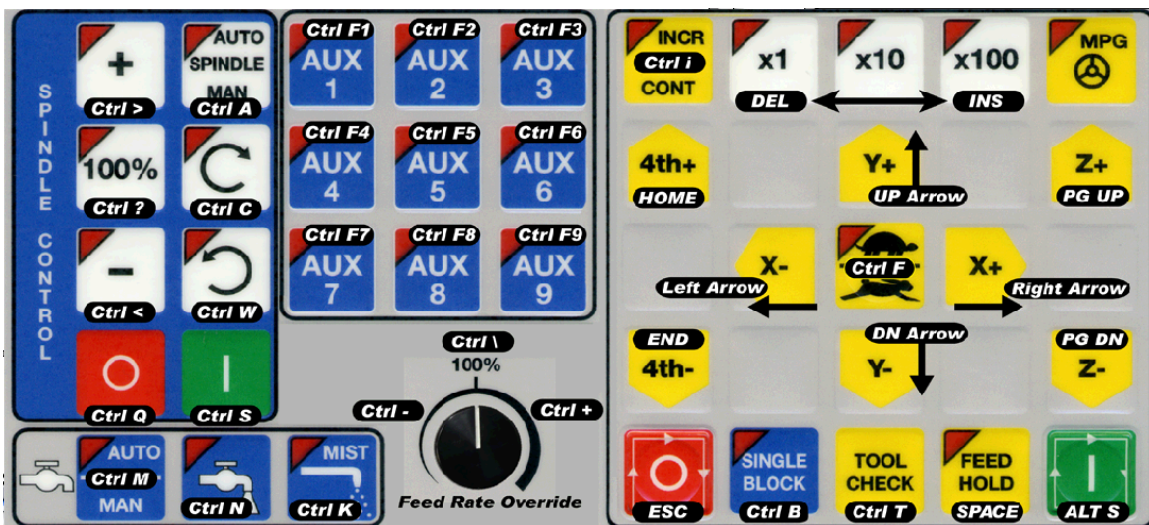 SPINDLE CONTROL
+
Ctrl >
AUTO
SPINDLE
MAN
Ctrl A
100%
Ctrl ?
Ctrl C
-
Ctrl <
Ctrl W
Ctrl Q
Ctrl S
AUTO
Ctrl M
MAN
Ctrl N
MIST
Ctrl K
Ctrl F1
AUX
1
Ctrl F2
AUX
2
Ctrl F3
AUX
3
Ctrl F4
AUX
4
Ctrl F5
AUX
5
Ctrl F6
AUX
6
Ctrl F7
AUX
7
Ctrl F8
AUX
8
Ctrl F9
AUX
9
Ctrl \
100%
Ctrl -
Ctrl +
Feed Rate Override
INCR
Ctrl i
CONT
x1
DEL
x10
x100
INS
MPG
4th+
HOME
Y+
UP Arrow
Z+
PG UP
X-
Left Arrow
Ctrl F
X+
Right Arrow
END
4th-
DN Arrow
Y-
PG DN
Z-
ESC
SINGLE
BLOCK
Ctrl B
TOOL
CHECK
Ctrl T
FEED
HOLD
SPACE
ALT S